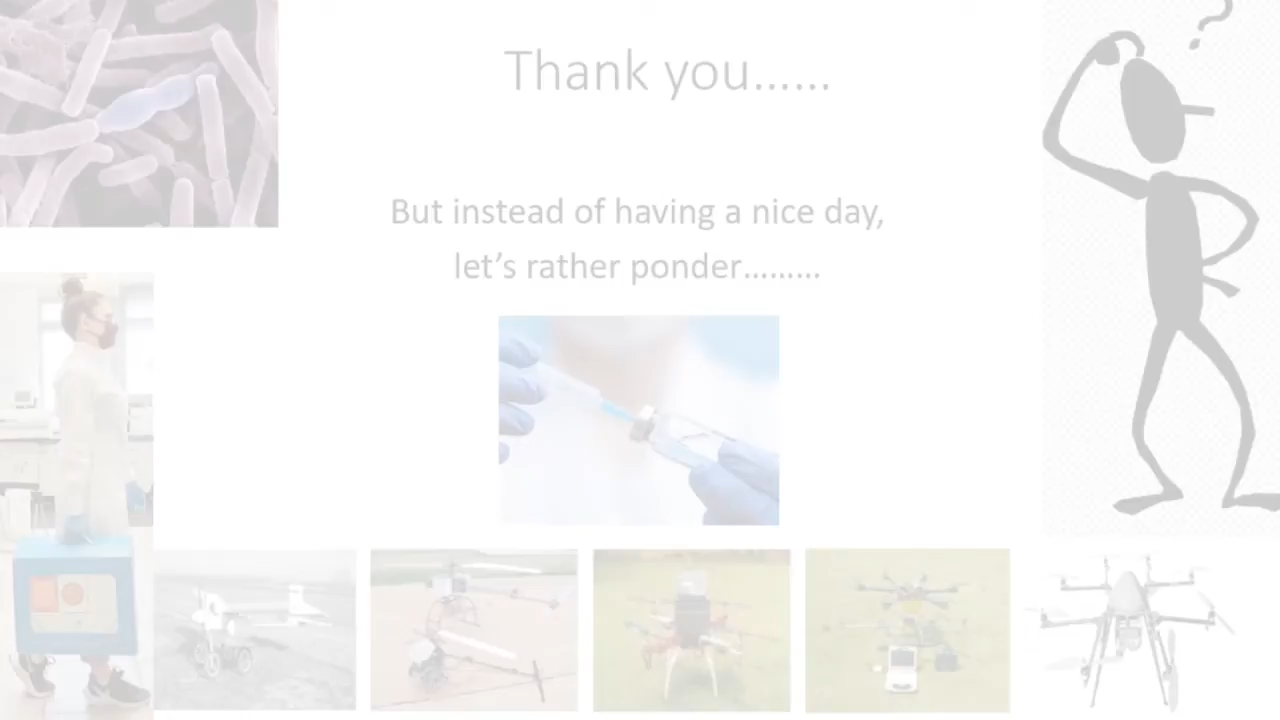 Thank you……
But instead of having a nice day,
let’s rather ponder………